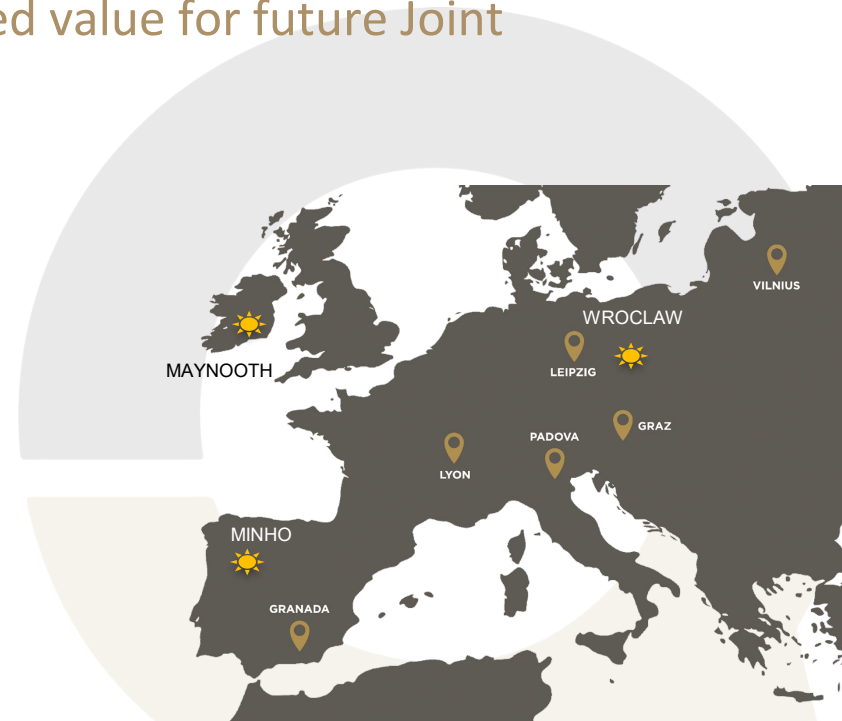 ed value for future Joint
VILNIUS
WROCLAW
MAYNOOTH
LEIPZIG
GRAZ
PADOVA
LYON
MINHO
GRANADA